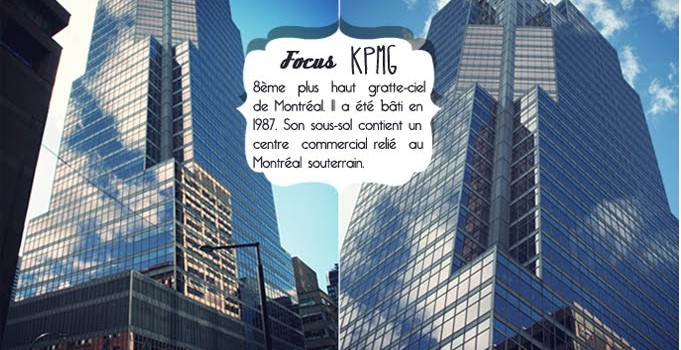 Focus KPMG
8ème plus haut gratte-ciel
de Montréal. Il a été bâti en
1987. Son sous-sol contient un
centre commercial relié au
Montréal souterrain.